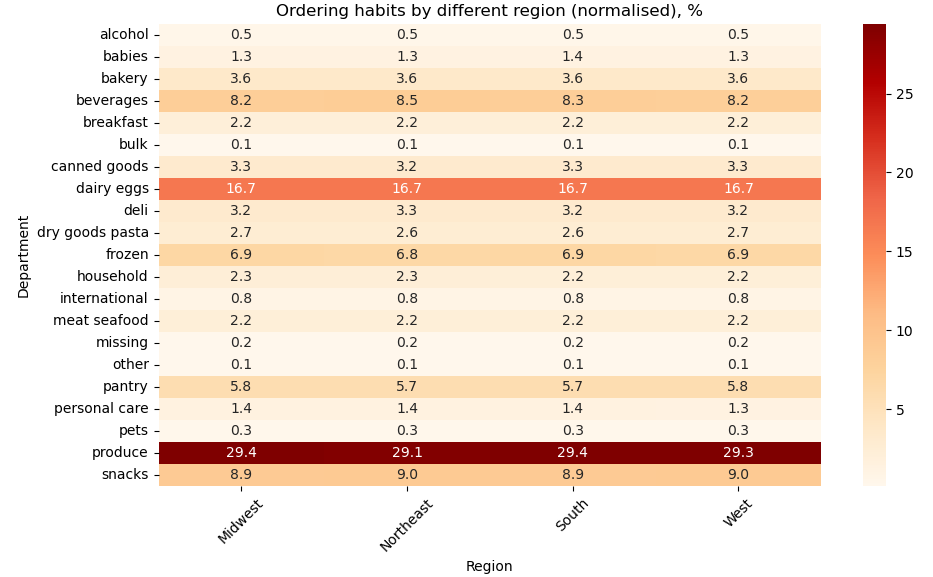 Ordering habits by different region (normalised), %
Department
alcohol 0.5 0.5 0.5 0.5
babies 1.3 1.3 1.4 1.3
bakery 3.6 3.6 3.6 3.6
beverages 8.2 8.5 8.3 8.2
breakfast 2.2 2.2 2.2 2.2
bulk 0.1 0.1 0.1 0.1
canned goods 3.3 3.2 3.3 3.3
dairy eggs 16.7 16.7 16.7 16.7
deli 3.2 3.3 3.2 3.2
dry goods pasta 2.7 2.6 2.6 2.7
frozen 6.9 6.8 6.9 6.9
household 2.3 2.3 2.2 2.2
international 0.8 0.8 0.8 0.8
meat seafood 2.2 2.2 2.2 2.2
missing 0.2 0.2 0.2 0.2
other 0.1 0.1 0.1 0.1
pantry 5.8 5.7 5.7 5.8
personal care 1.4 1.4 1.4 1.3
pets 0.3 0.3 0.3 0.3
produce 29.4 29.1 29.4 29.3
snacks 8.9 9.0 8.9 9.0
Midwest Northeast South West
Region
25
20
15
10
5